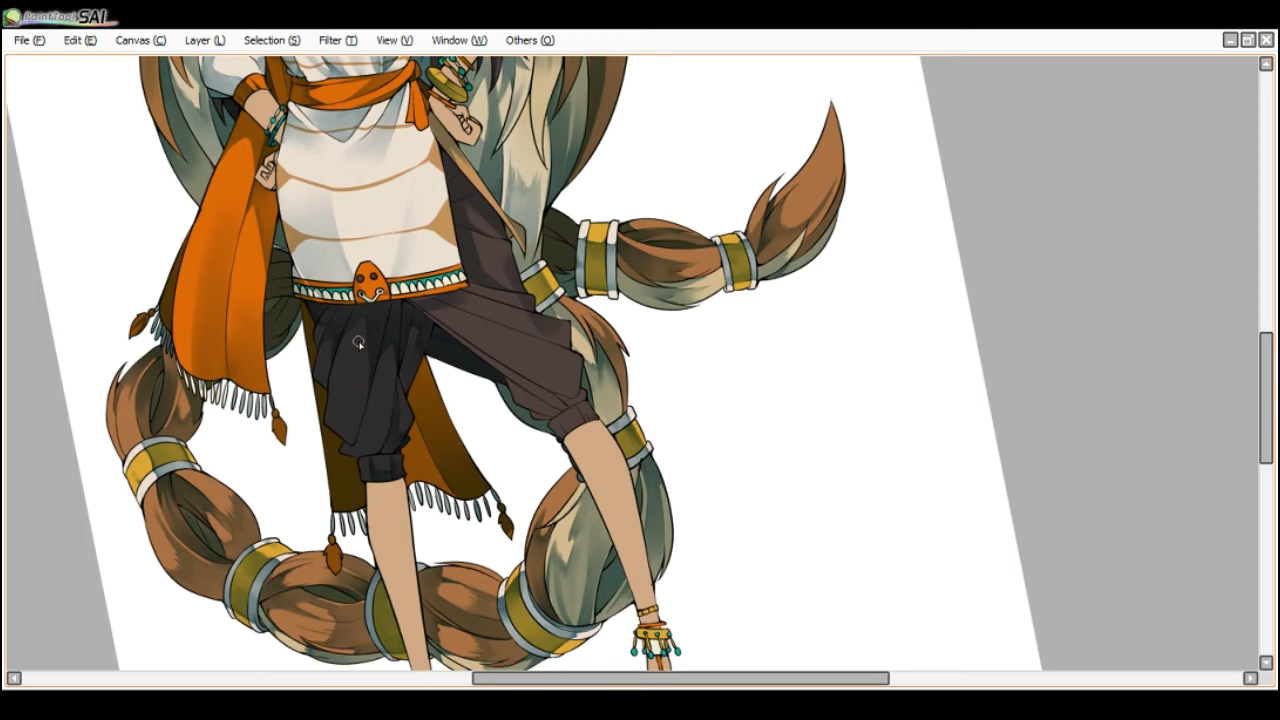 PaintTool SAI
File (F) Edit (E) Canvas (C) Layer (L) Selection (S) Filter (T) View (V) Window (W) Others (O)